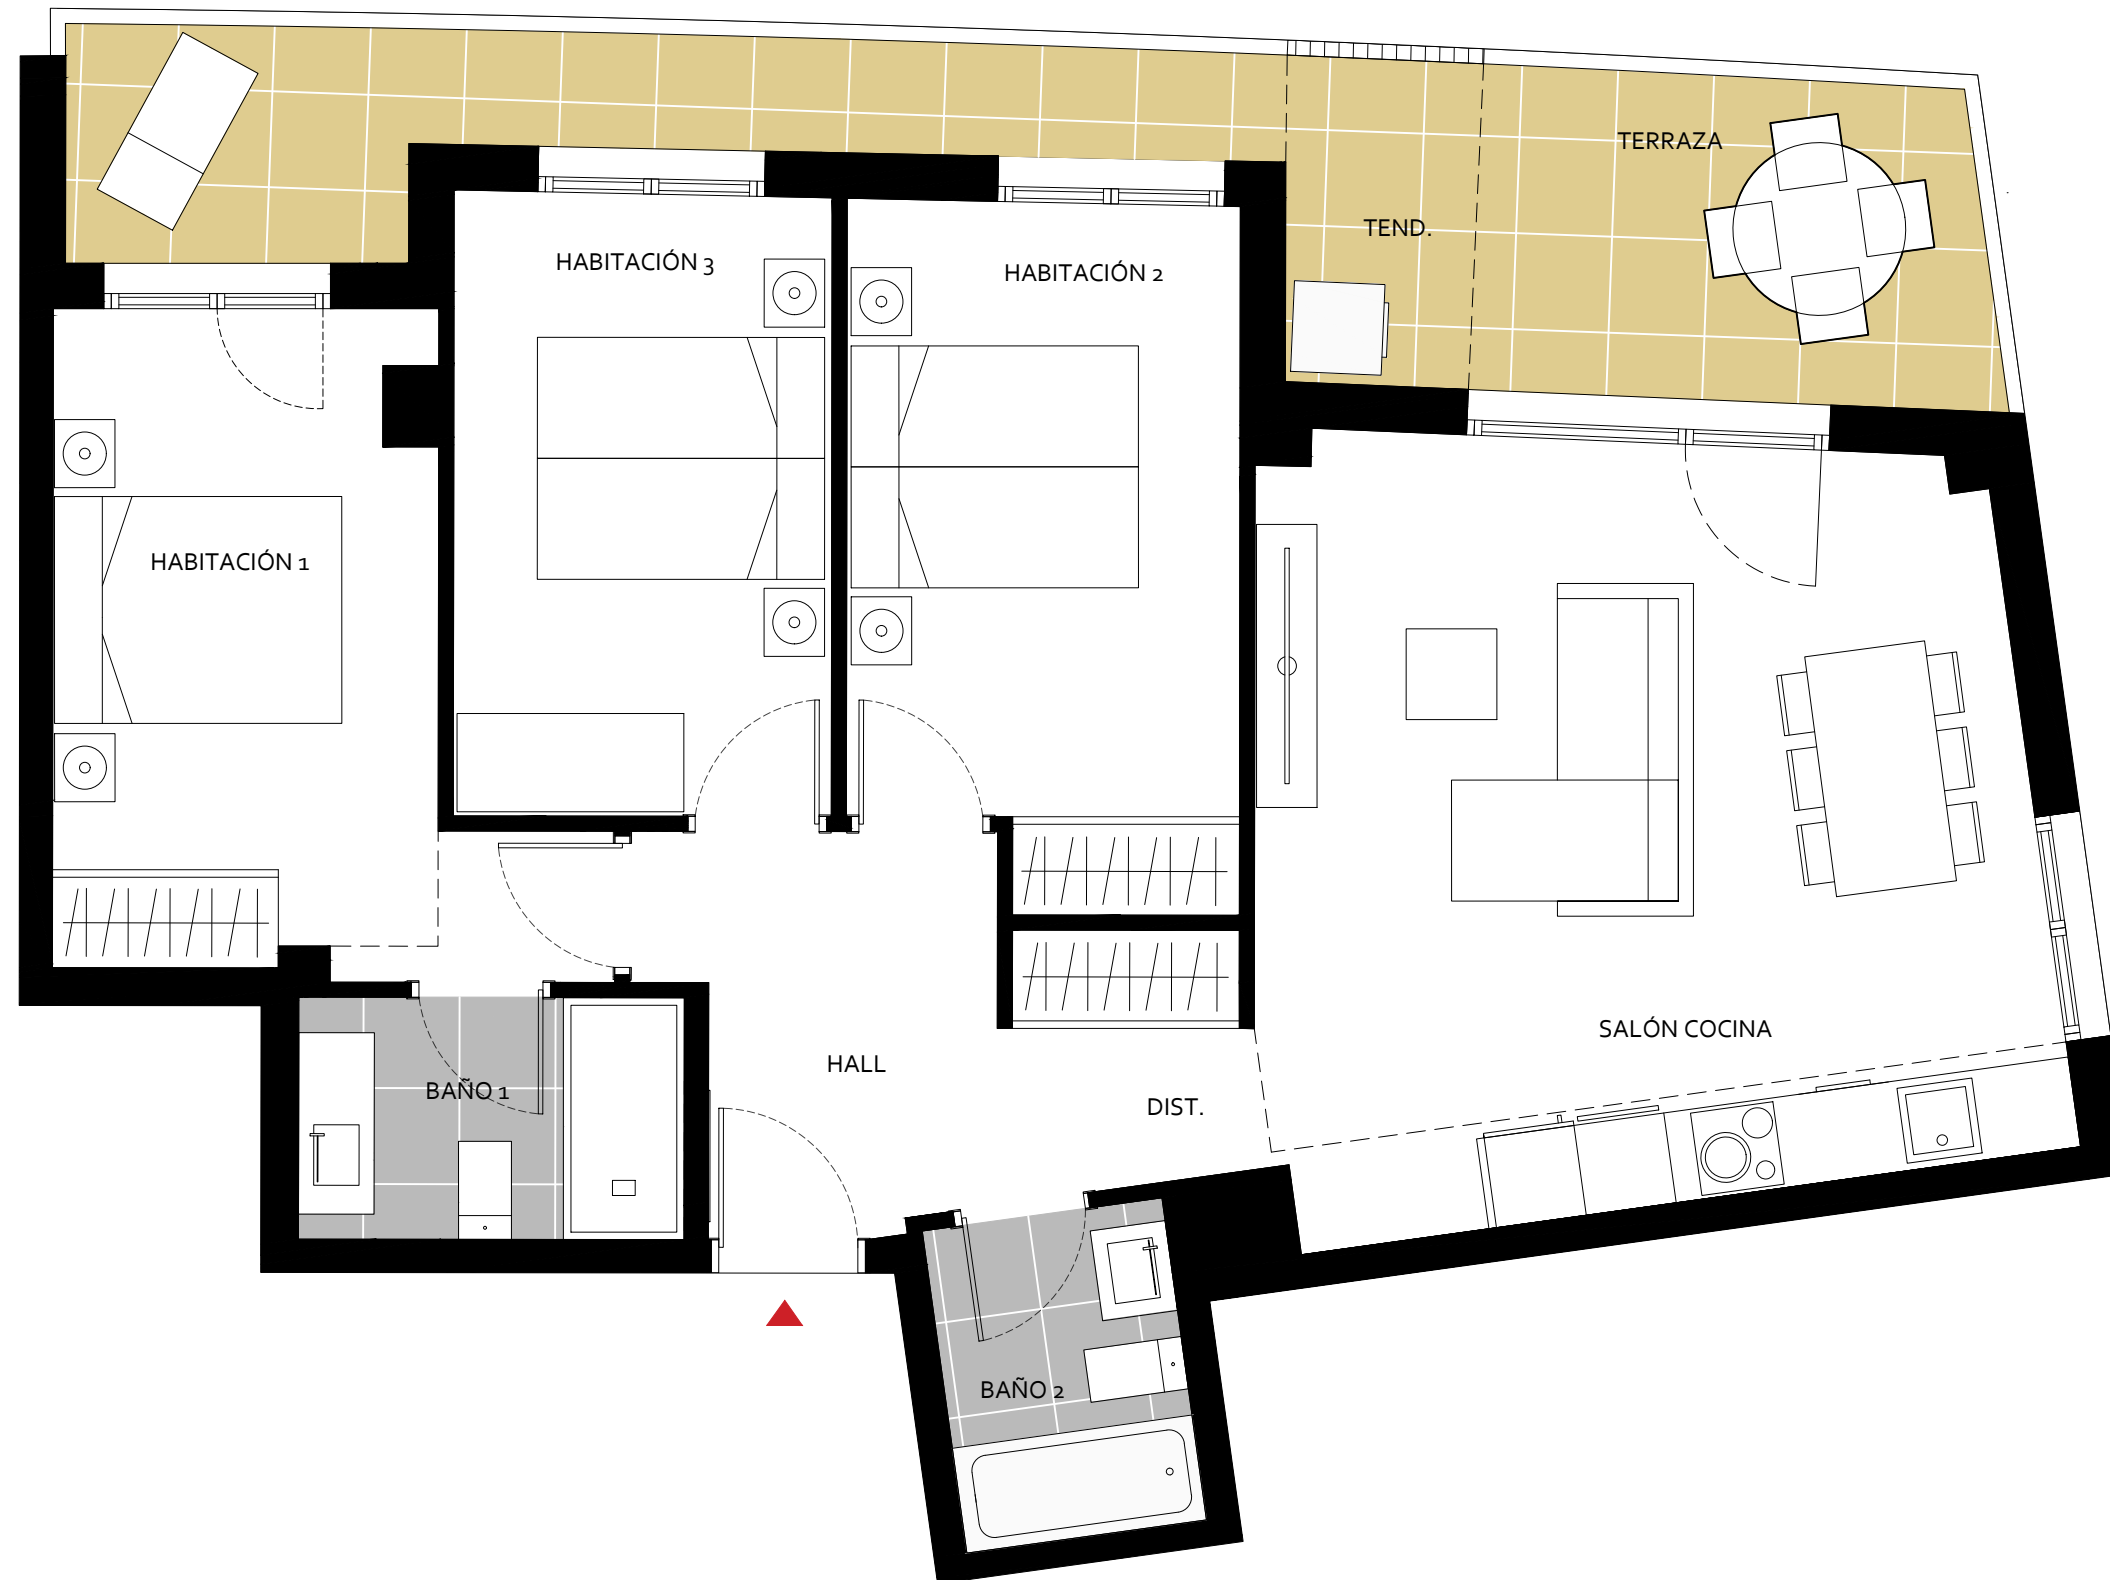 TERRAZA
TEND.
HABITACIÓN 3
HABITACIÓN 2
HABITACIÓN 1
SALÓN COCINA
HALL
BAÑO 1
DIST.
BAÑO 2